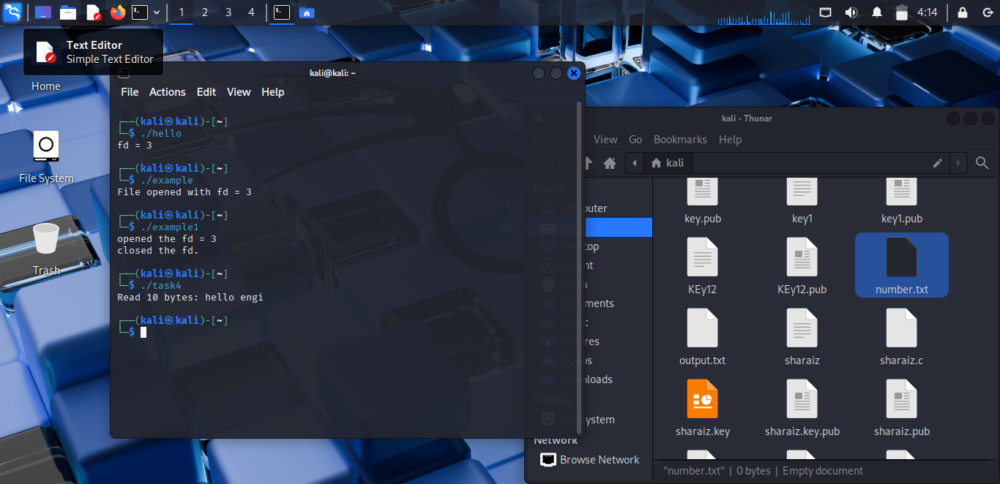 1 2 3 4
4:14
Text Editor
Simple Text Editor
Home
File System
Trash
kali@kali: ~
File Actions Edit View Help
┌──(kali㉿kali)-[~]
└─$ ./hello
fd = 3
┌──(kali㉿kali)-[~]
└─$ ./example
File opened with fd = 3
┌──(kali㉿kali)-[~]
└─$ ./example1
opened the fd = 3
closed the fd.
┌──(kali㉿kali)-[~]
└─$ ./task4
Read 10 bytes: hello engi
┌──(kali㉿kali)-[~]
└─$
kali - Thunar
View Go Bookmarks Help
kali
Places
Computer
Desktop
Recent
Trash
Documents
Music
Pictures
Videos
Downloads
Devices
File System
Network
Browse Network
key.pub key1 key1.pub
KEy12 KEy12.pub number.txt
output.txt sharaiz sharaiz.c
sharaiz.key sharaiz.key.pub sharaiz.pub
"number.txt" | 0 bytes | Empty document